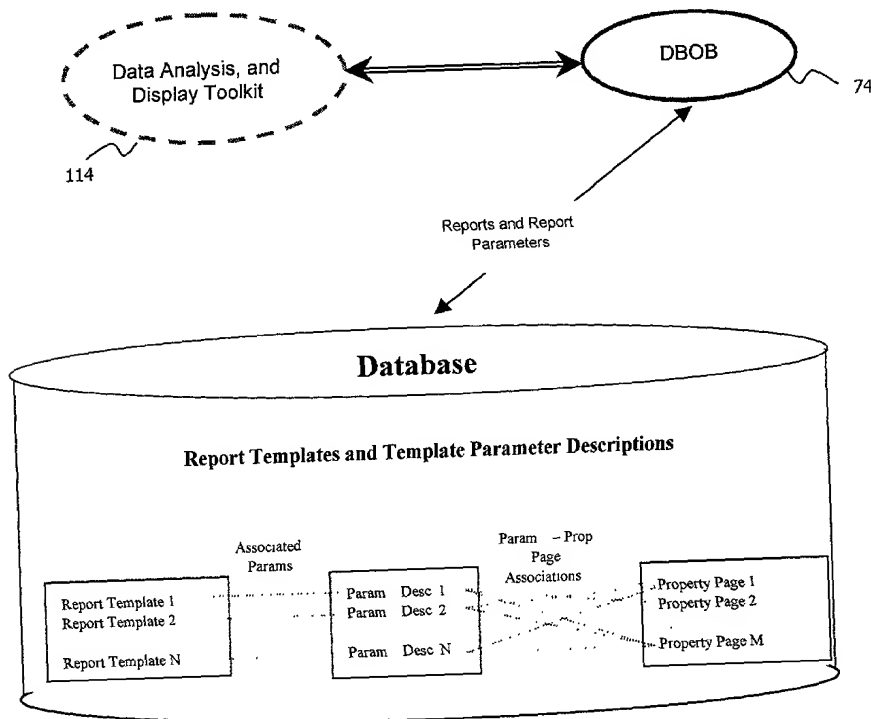 Data Analysis, and
Display Toolkit
DBOB
74
114
Reports and Report
Parameters
Database
Report Templates and Template Parameter Descriptions
Associated
Params
Param – Prop
Page
Associations
Report Template 1
Report Template 2
Report Template N
Param Desc 1
Param Desc 2
Param Desc N
Property Page 1
Property Page 2
Property Page M